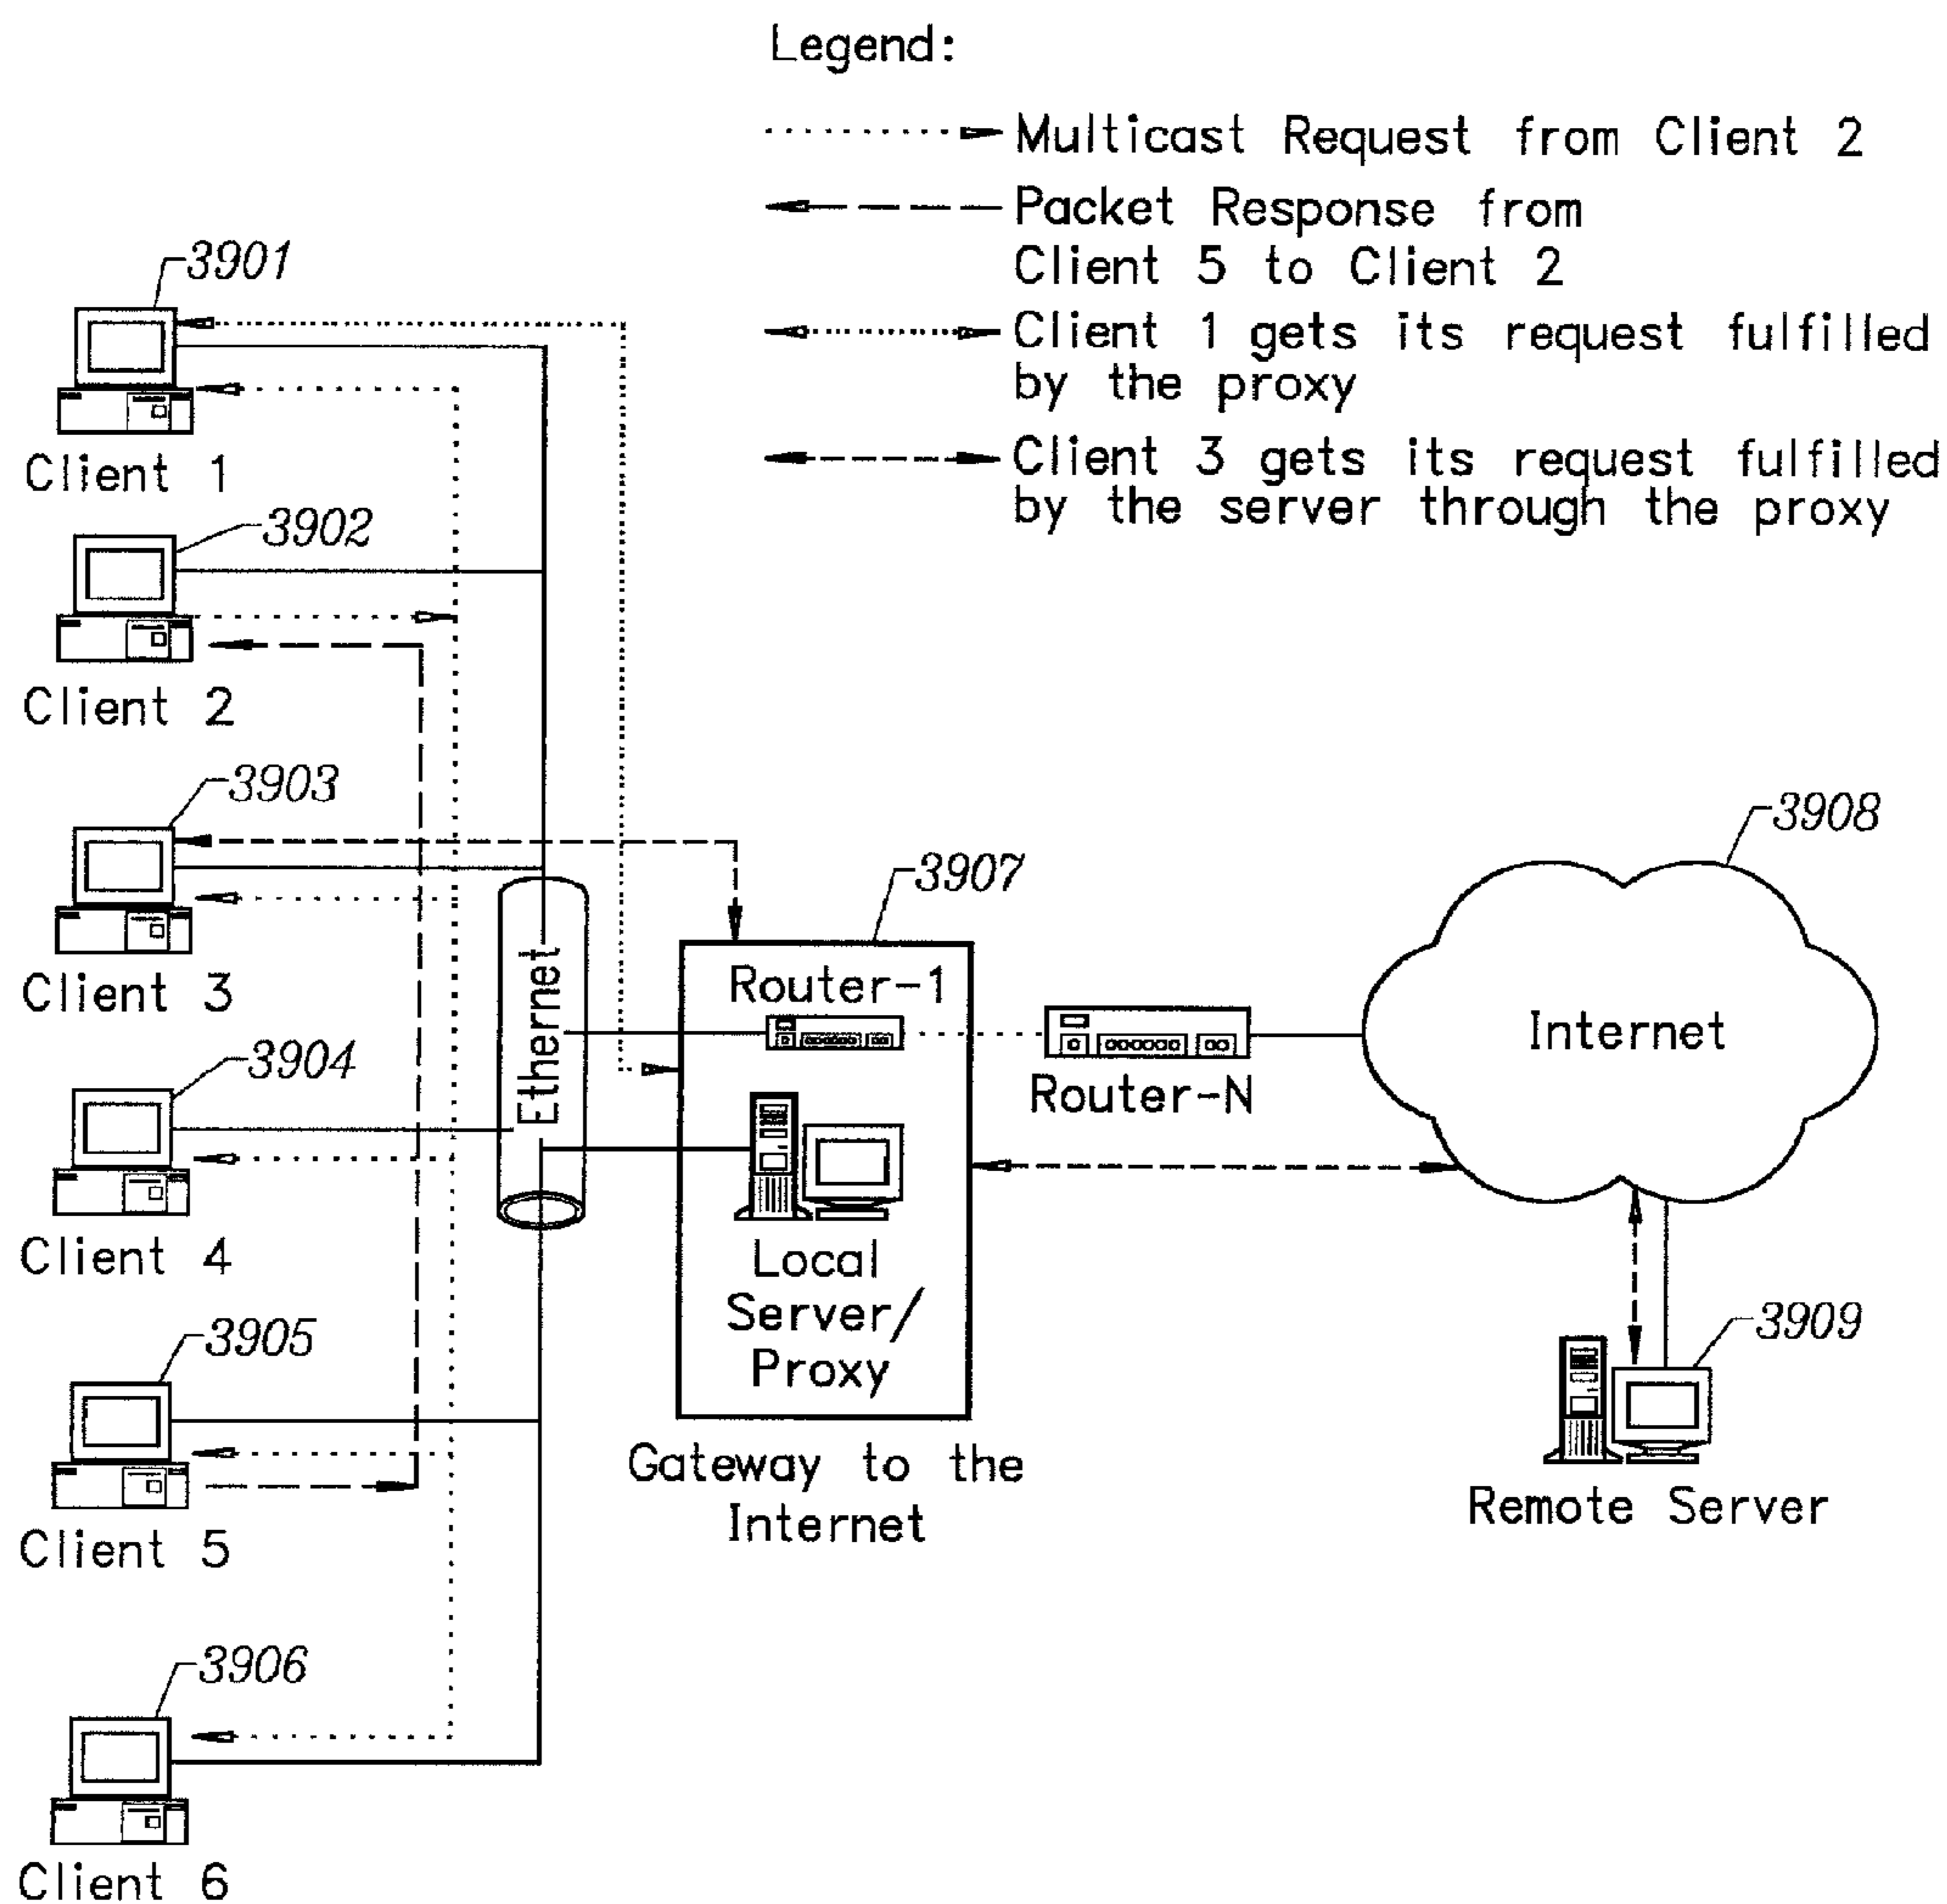 Legend:
Multicast Request from Client 2
Packet Response from
Client 5 to Client 2
Client 1 gets its request fulfilled
by the proxy
Client 3 gets its request fulfilled
by the server through the proxy
3901
Client 1
3902
Client 2
3903
Client 3
3904
Client 4
3905
Client 5
3906
Client 6
Ethernet
3907
Router-1
Local
Server/
Proxy
Gateway to the
Internet
Router-N
3908
Internet
3909
Remote Server